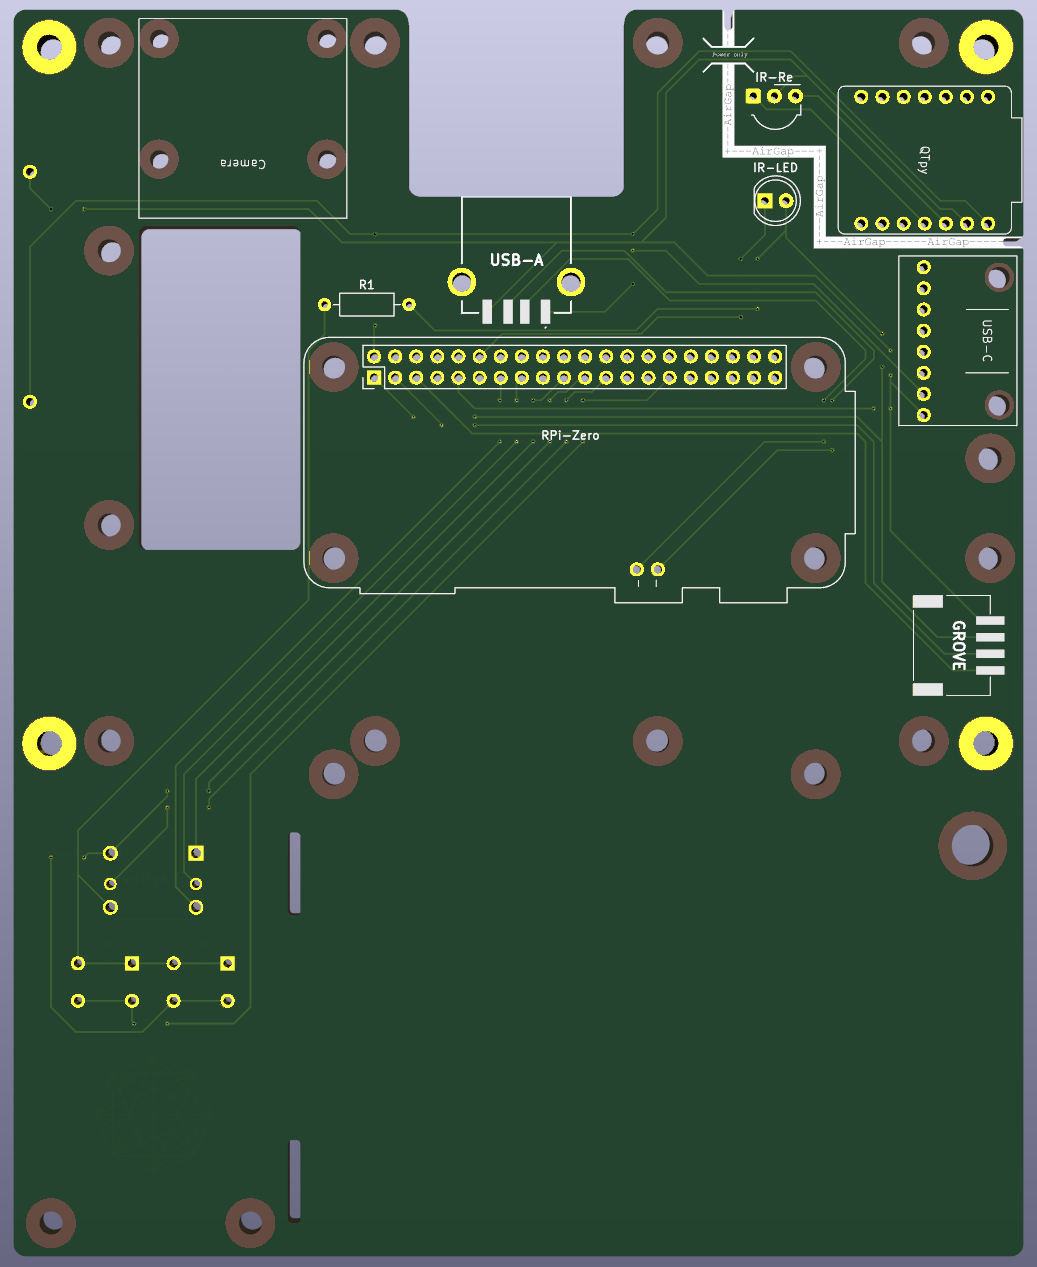 Power only
IR-Re
+---AirGap---
+---AirGap---+
Camera
IR-LED
QTpy
---AirGap---
+---AirGap------AirGap---
USB-A
R1
USB-C
RPi-Zero
GROVE